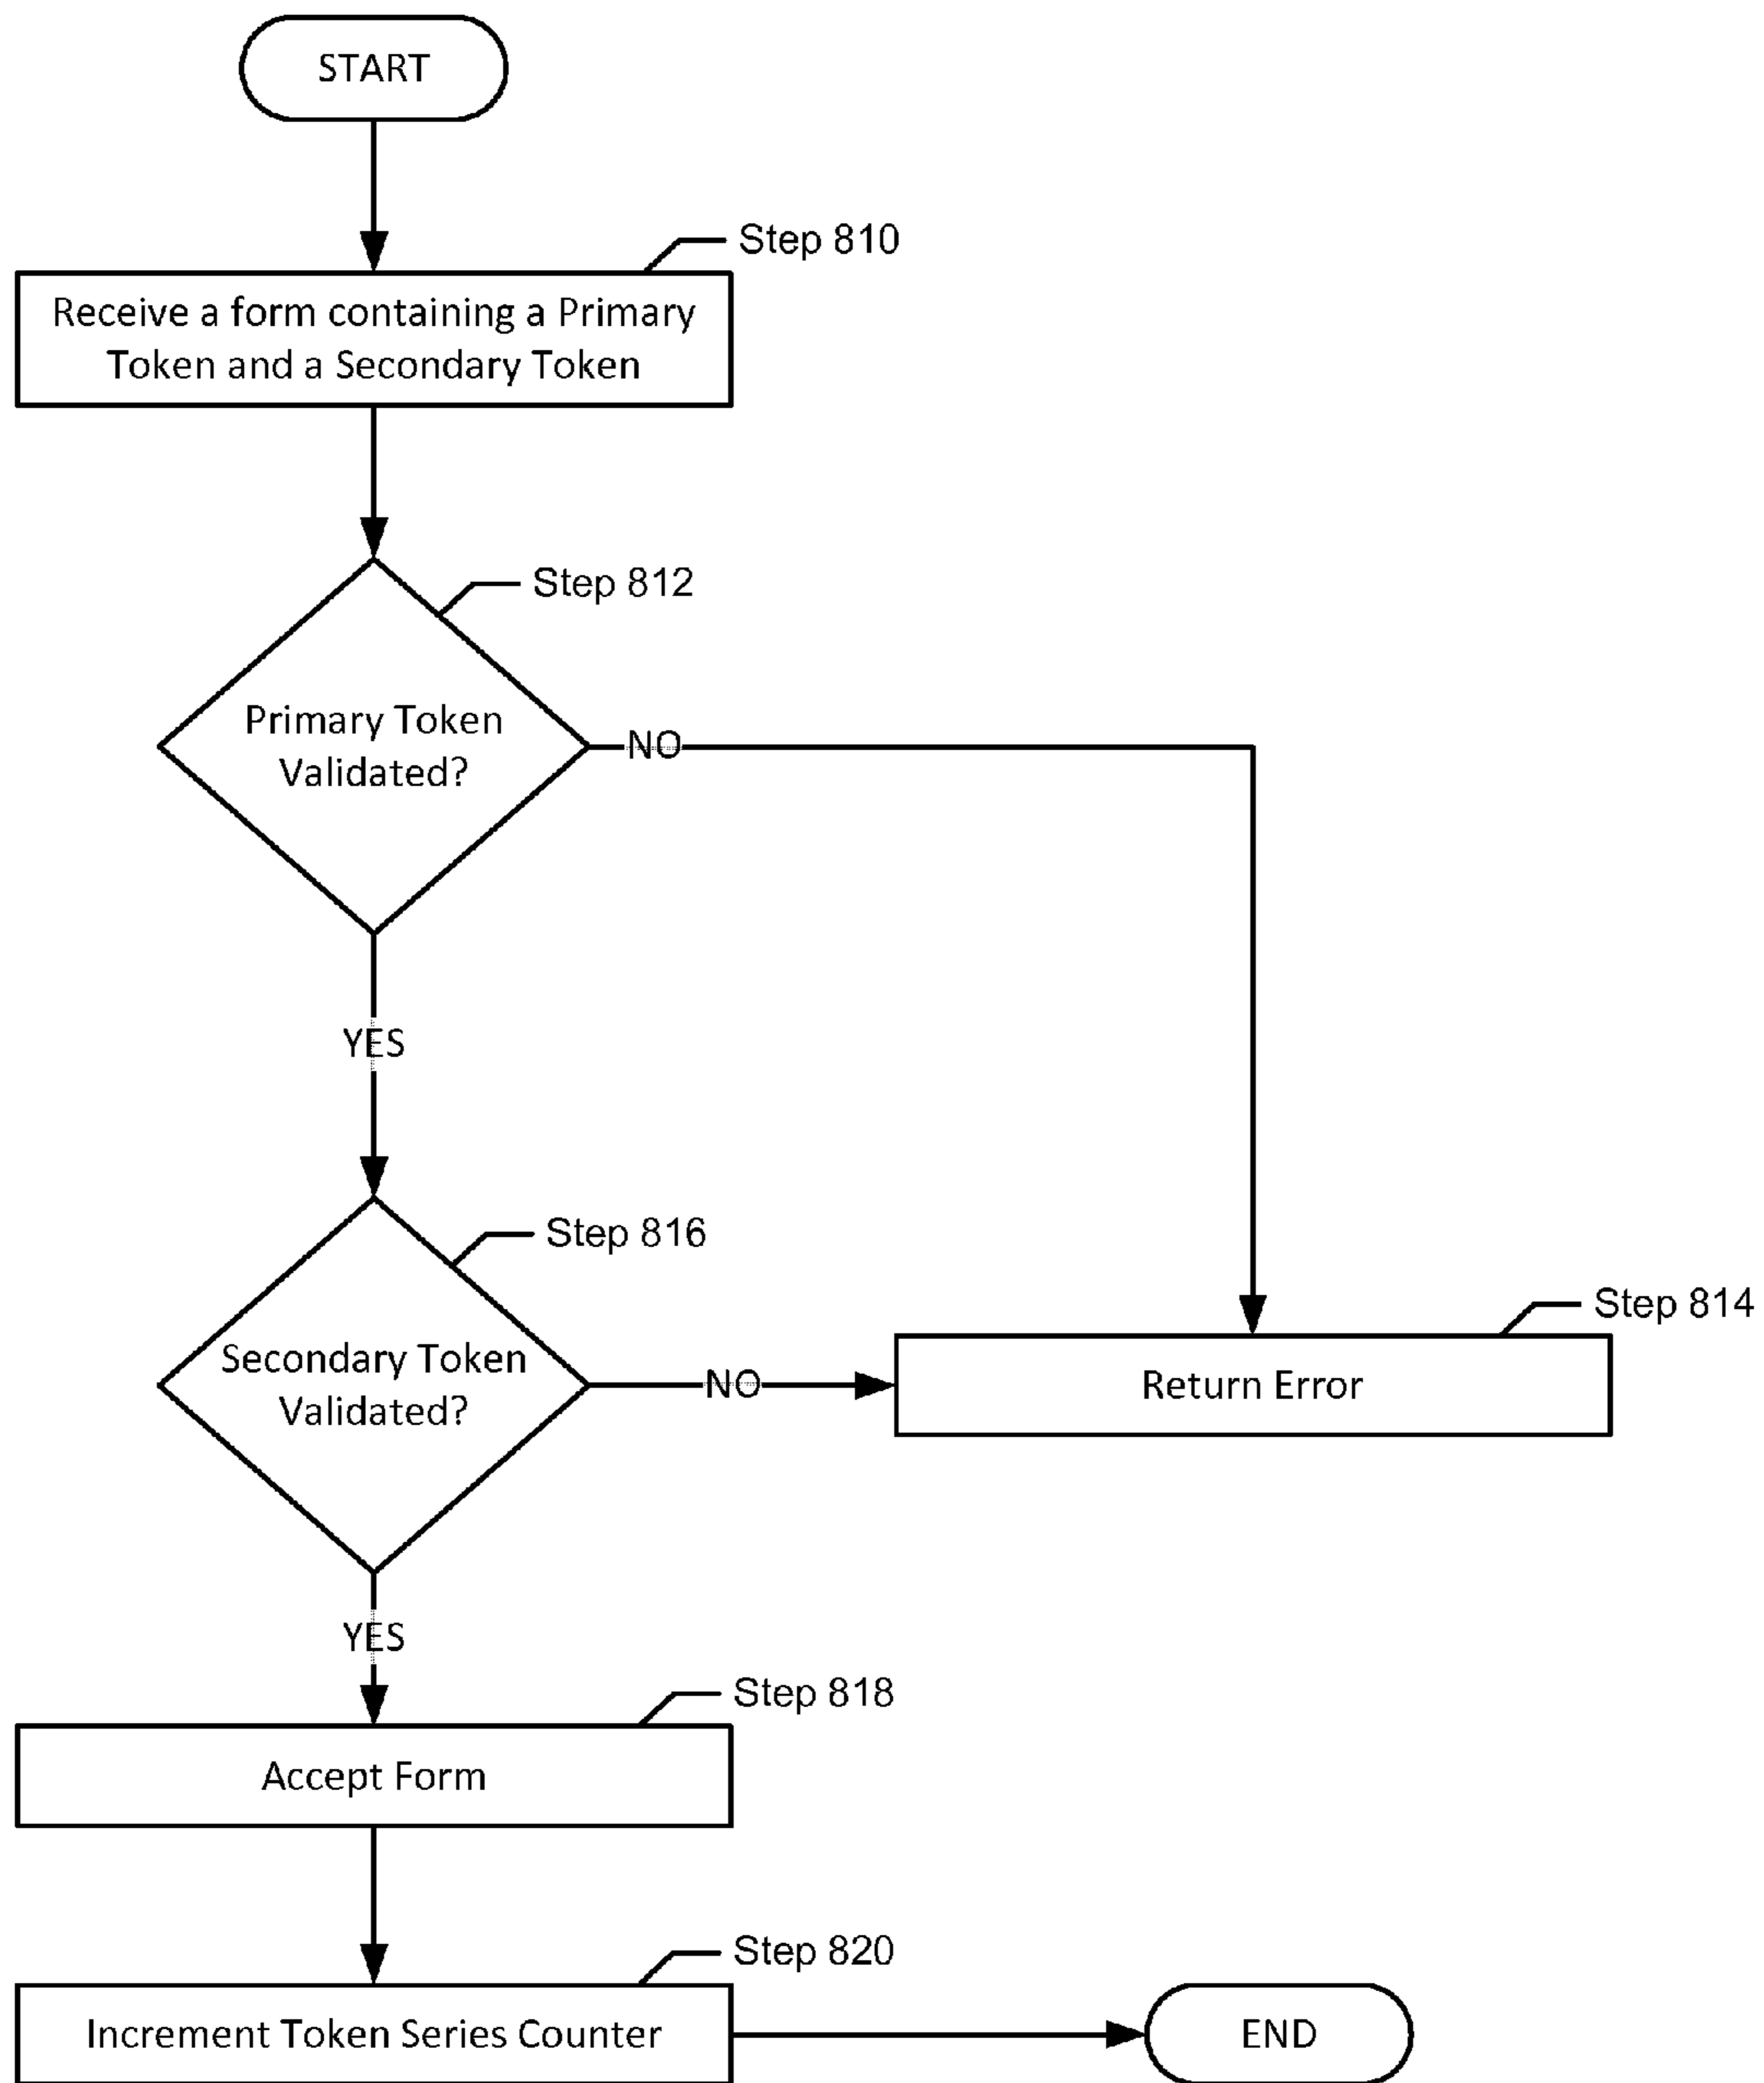 START
Step 810
Receive a form containing a Primary
Token and a Secondary Token
Step 812
Primary Token
Validated?
NO
YES
Step 816
Secondary Token
Validated?
NO
Step 814
Return Error
YES
Step 818
Accept Form
Step 820
Increment Token Series Counter
END